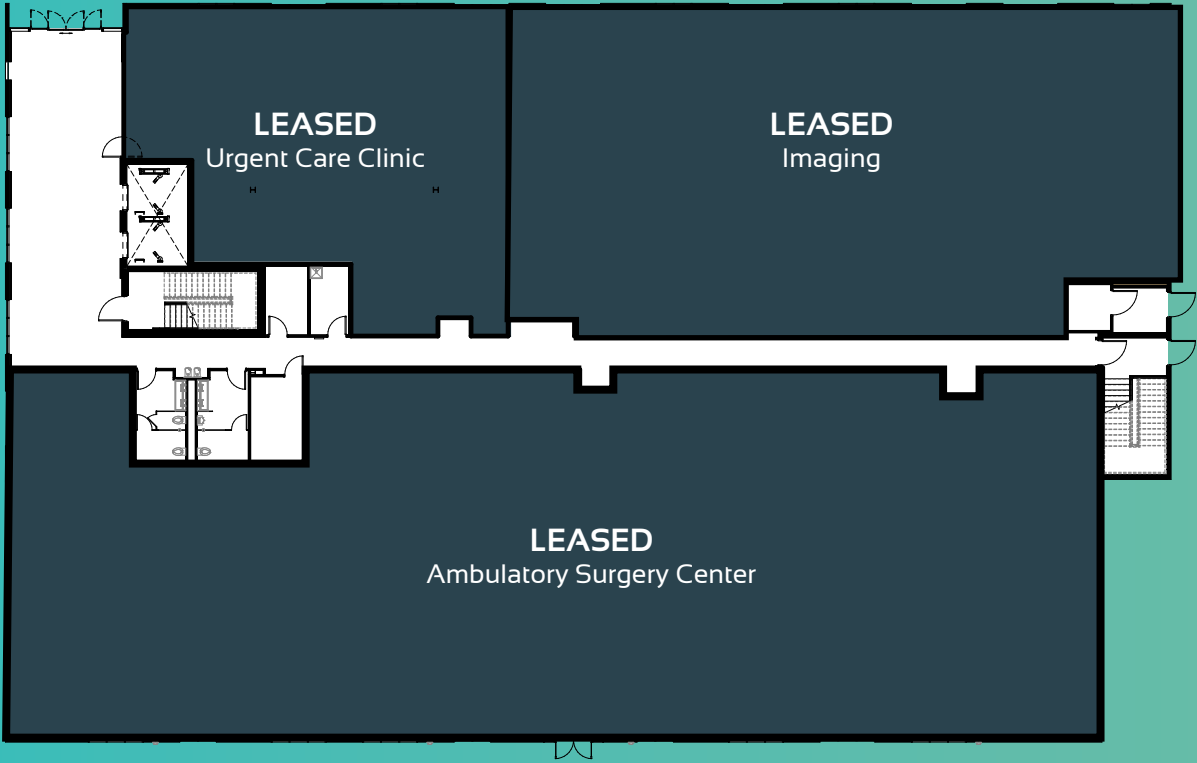 LEASED
Urgent Care Clinic
LEASED
Imaging
LEASED
Ambulatory Surgery Center